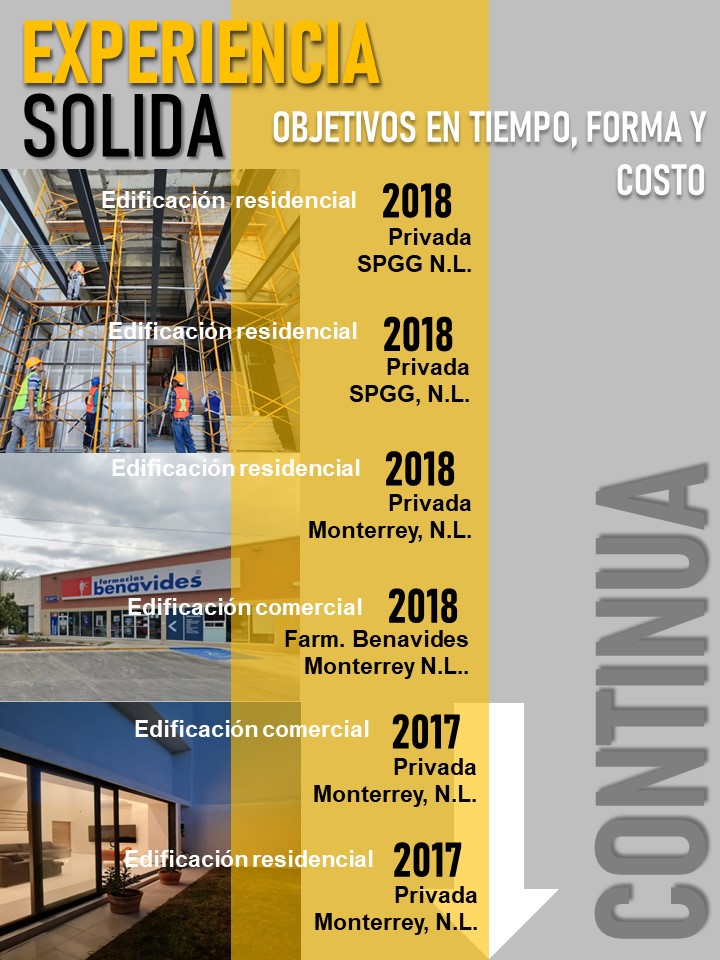 EXPERIENCIA
SOLIDA
OBJETIVOS EN TIEMPO, FORMA Y
COSTO
Edificación residencial 2018
Privada
SPGG N.L.
Edificación residencial 2018
Privada
SPGG, N.L.
Edificación residencial 2018
Privada
Monterrey, N.L.
farmacias
benavides
Edificación comercial 2018
Farm. Benavides
Monterrey N.L..
Edificación comercial 2017
Privada
Monterrey, N.L.
Edificación residencial 2017
Privada
Monterrey, N.L.
CONTINUA